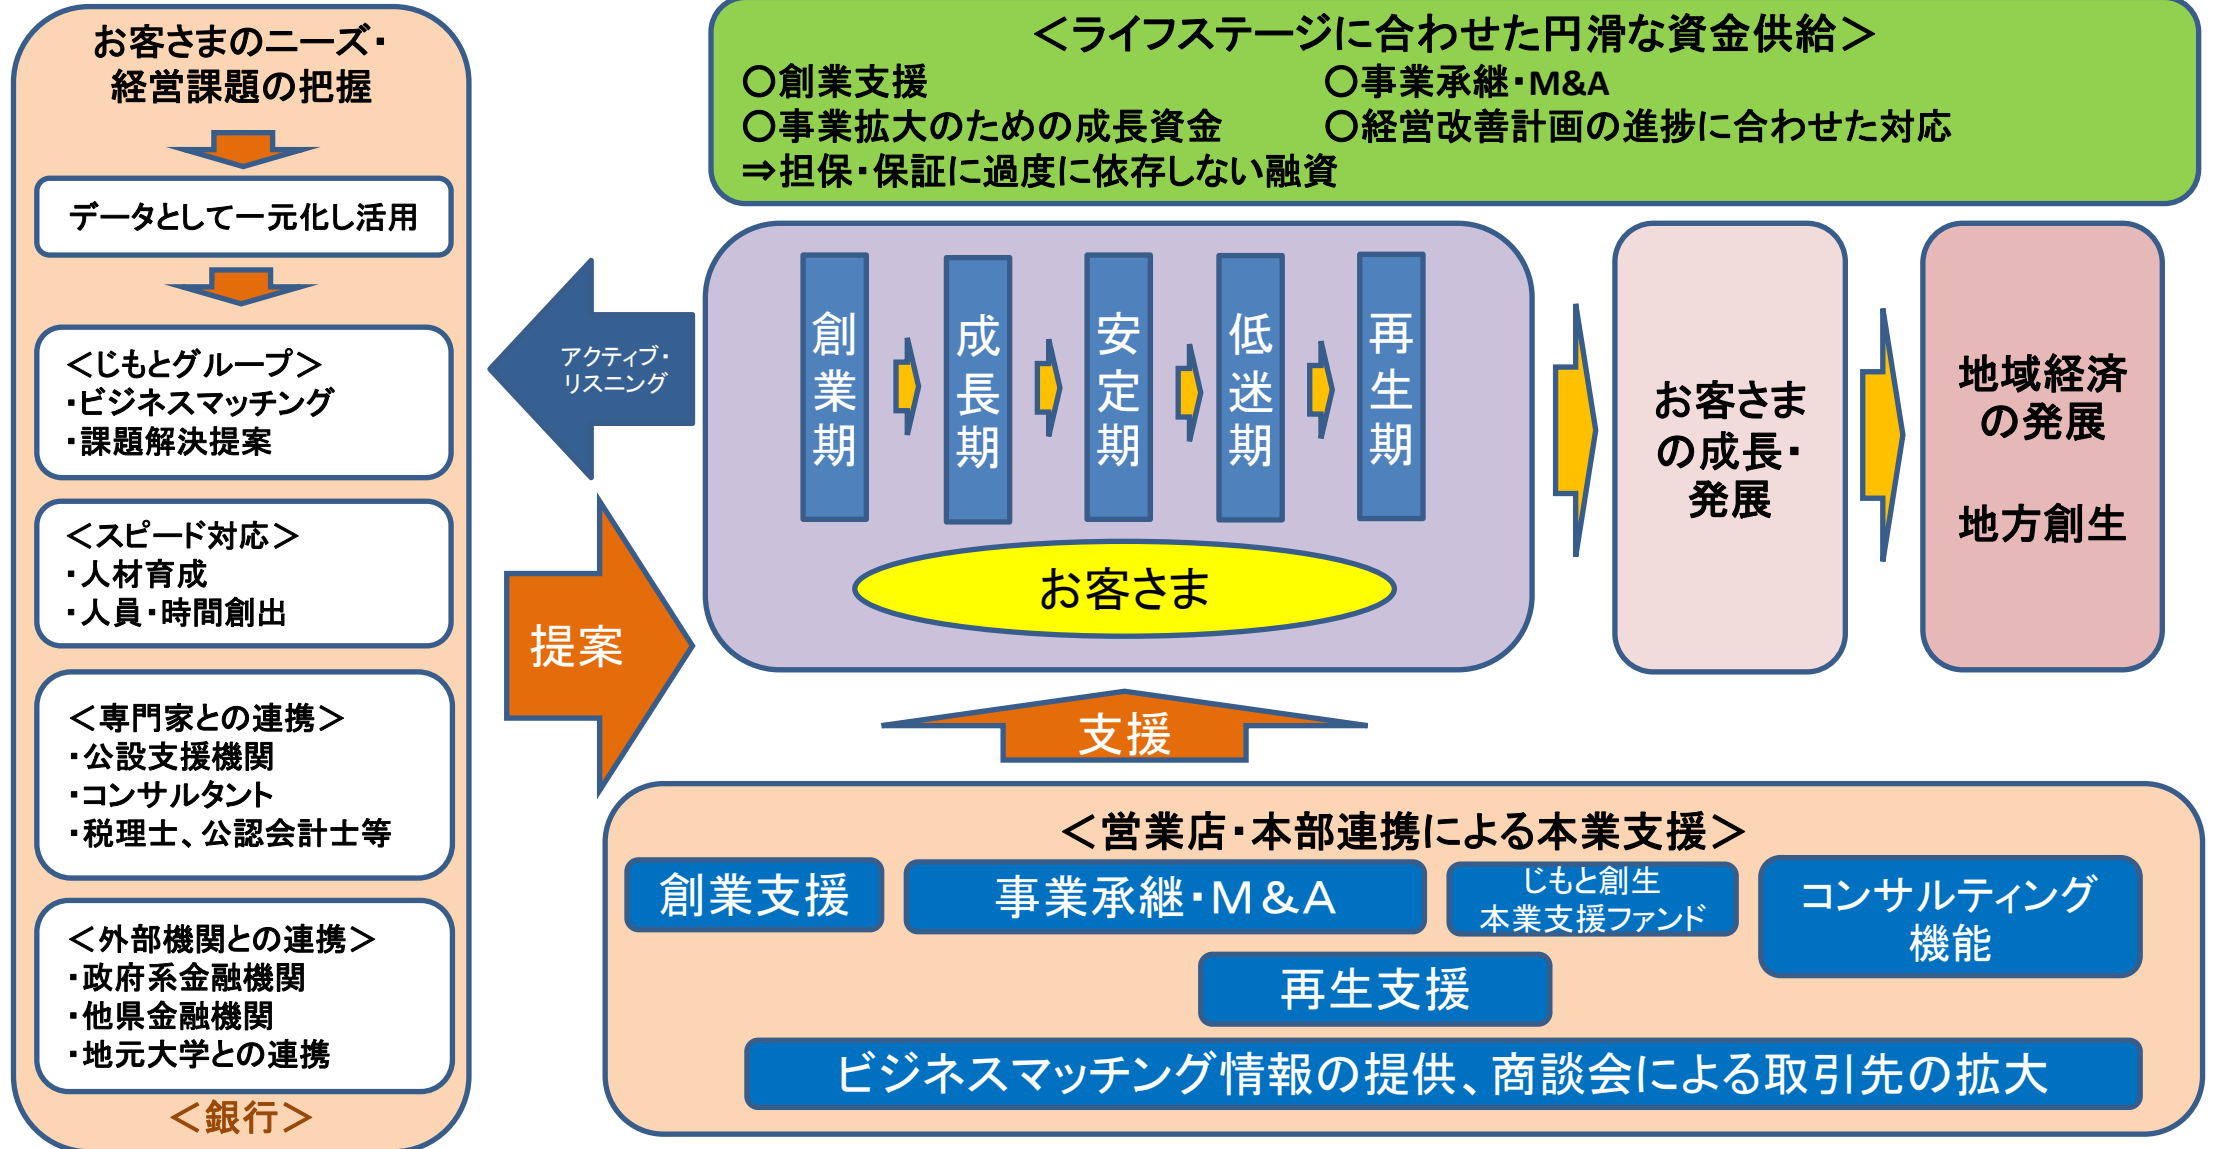 お客さまのニーズ・
経営課題の把握
データとして一元化し活用
＜じもとグループ＞
・ビジネスマッチング
・課題解決提案
＜スピード対応＞
・人材育成
・人員・時間創出
＜専門家との連携＞
・公設支援機関
・コンサルタント
・税理士、公認会計士等
＜外部機関との連携＞
・政府系金融機関
・他県金融機関
・地元大学との連携
＜銀行＞
アクティブ・
リスニング
提案
＜ライフステージに合わせた円滑な資金供給＞
○創業支援　○事業承継・M&A
○事業拡大のための成長資金　○経営改善計画の進捗に合わせた対応
⇒担保・保証に過度に依存しない融資
創業期
成長期
安定期
低迷期
再生期
お客さま
お客さま
の成長・
発展
地域経済
の発展
地方創生
支援
＜営業店・本部連携による本業支援＞
創業支援
事業承継・Ｍ＆Ａ
じもと創生
本業支援ファンド
コンサルティング
機能
再生支援
ビジネスマッチング情報の提供、商談会による取引先の拡大